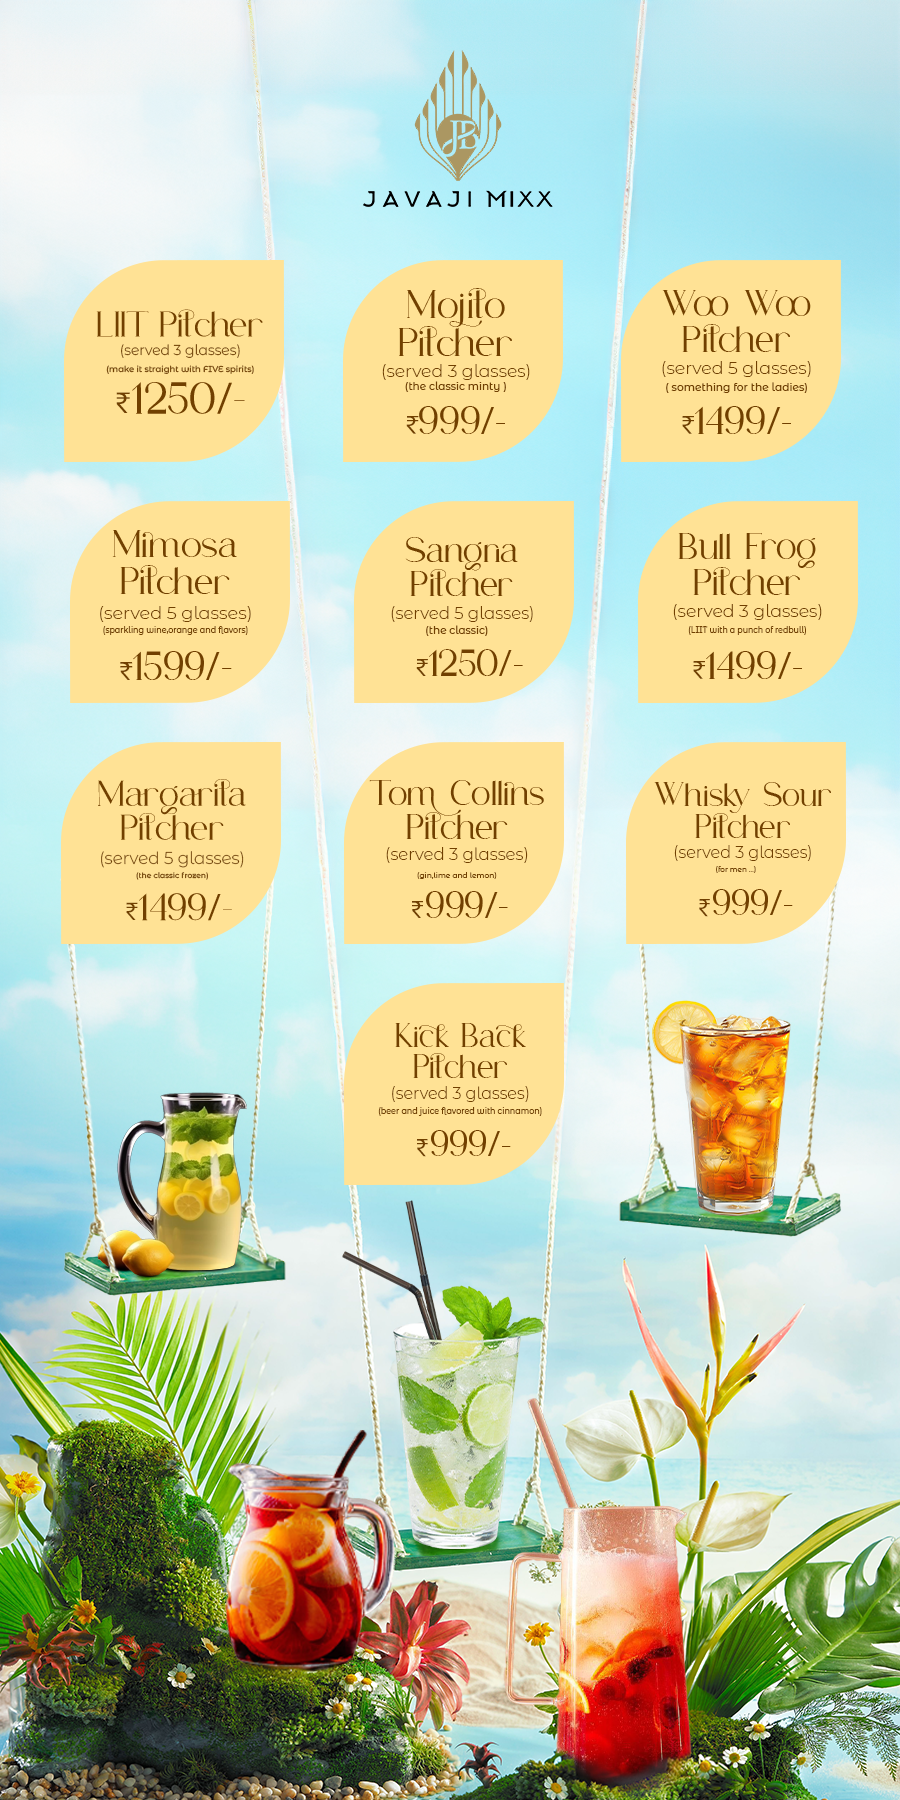 JB
JAVAJI MIXX
LIIT Pitcher
(served 3 glasses)
(make it straight with FIVE spirits)
₹1250/-
Mojito
Pitcher
(served 3 glasses)
(the classic minty )
₹999/-
Woo Woo
Pitcher
(served 5 glasses)
( something for the ladies)
₹1499/-
Mimosa
Pitcher
(served 5 glasses)
(sparkling wine,orange and flavors)
₹1599/-
Sangna
Pitcher
(served 5 glasses)
(the classic)
₹1250/-
Bull Frog
Pitcher
(served 3 glasses)
(LIIT with a punch of redbull)
₹1499/-
Margarita
Pitcher
(served 5 glasses)
(the classic frozen)
₹1499/-
Tom Collins
Pitcher
(served 3 glasses)
(gin,lime and lemon)
₹999/-
Whisky Sour
Pitcher
(served 3 glasses)
(for men ...)
₹999/-
Kick Back
Pitcher
(served 3 glasses)
(beer and juice flavored with cinnamon)
₹999/-